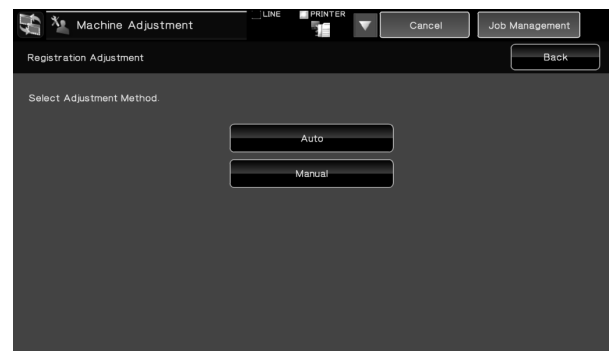 Machine Adjustment
LINE
PRINTER
Cancel
Job Management
Registration Adjustment
Back
Select Adjustment Method.
Auto
Manual